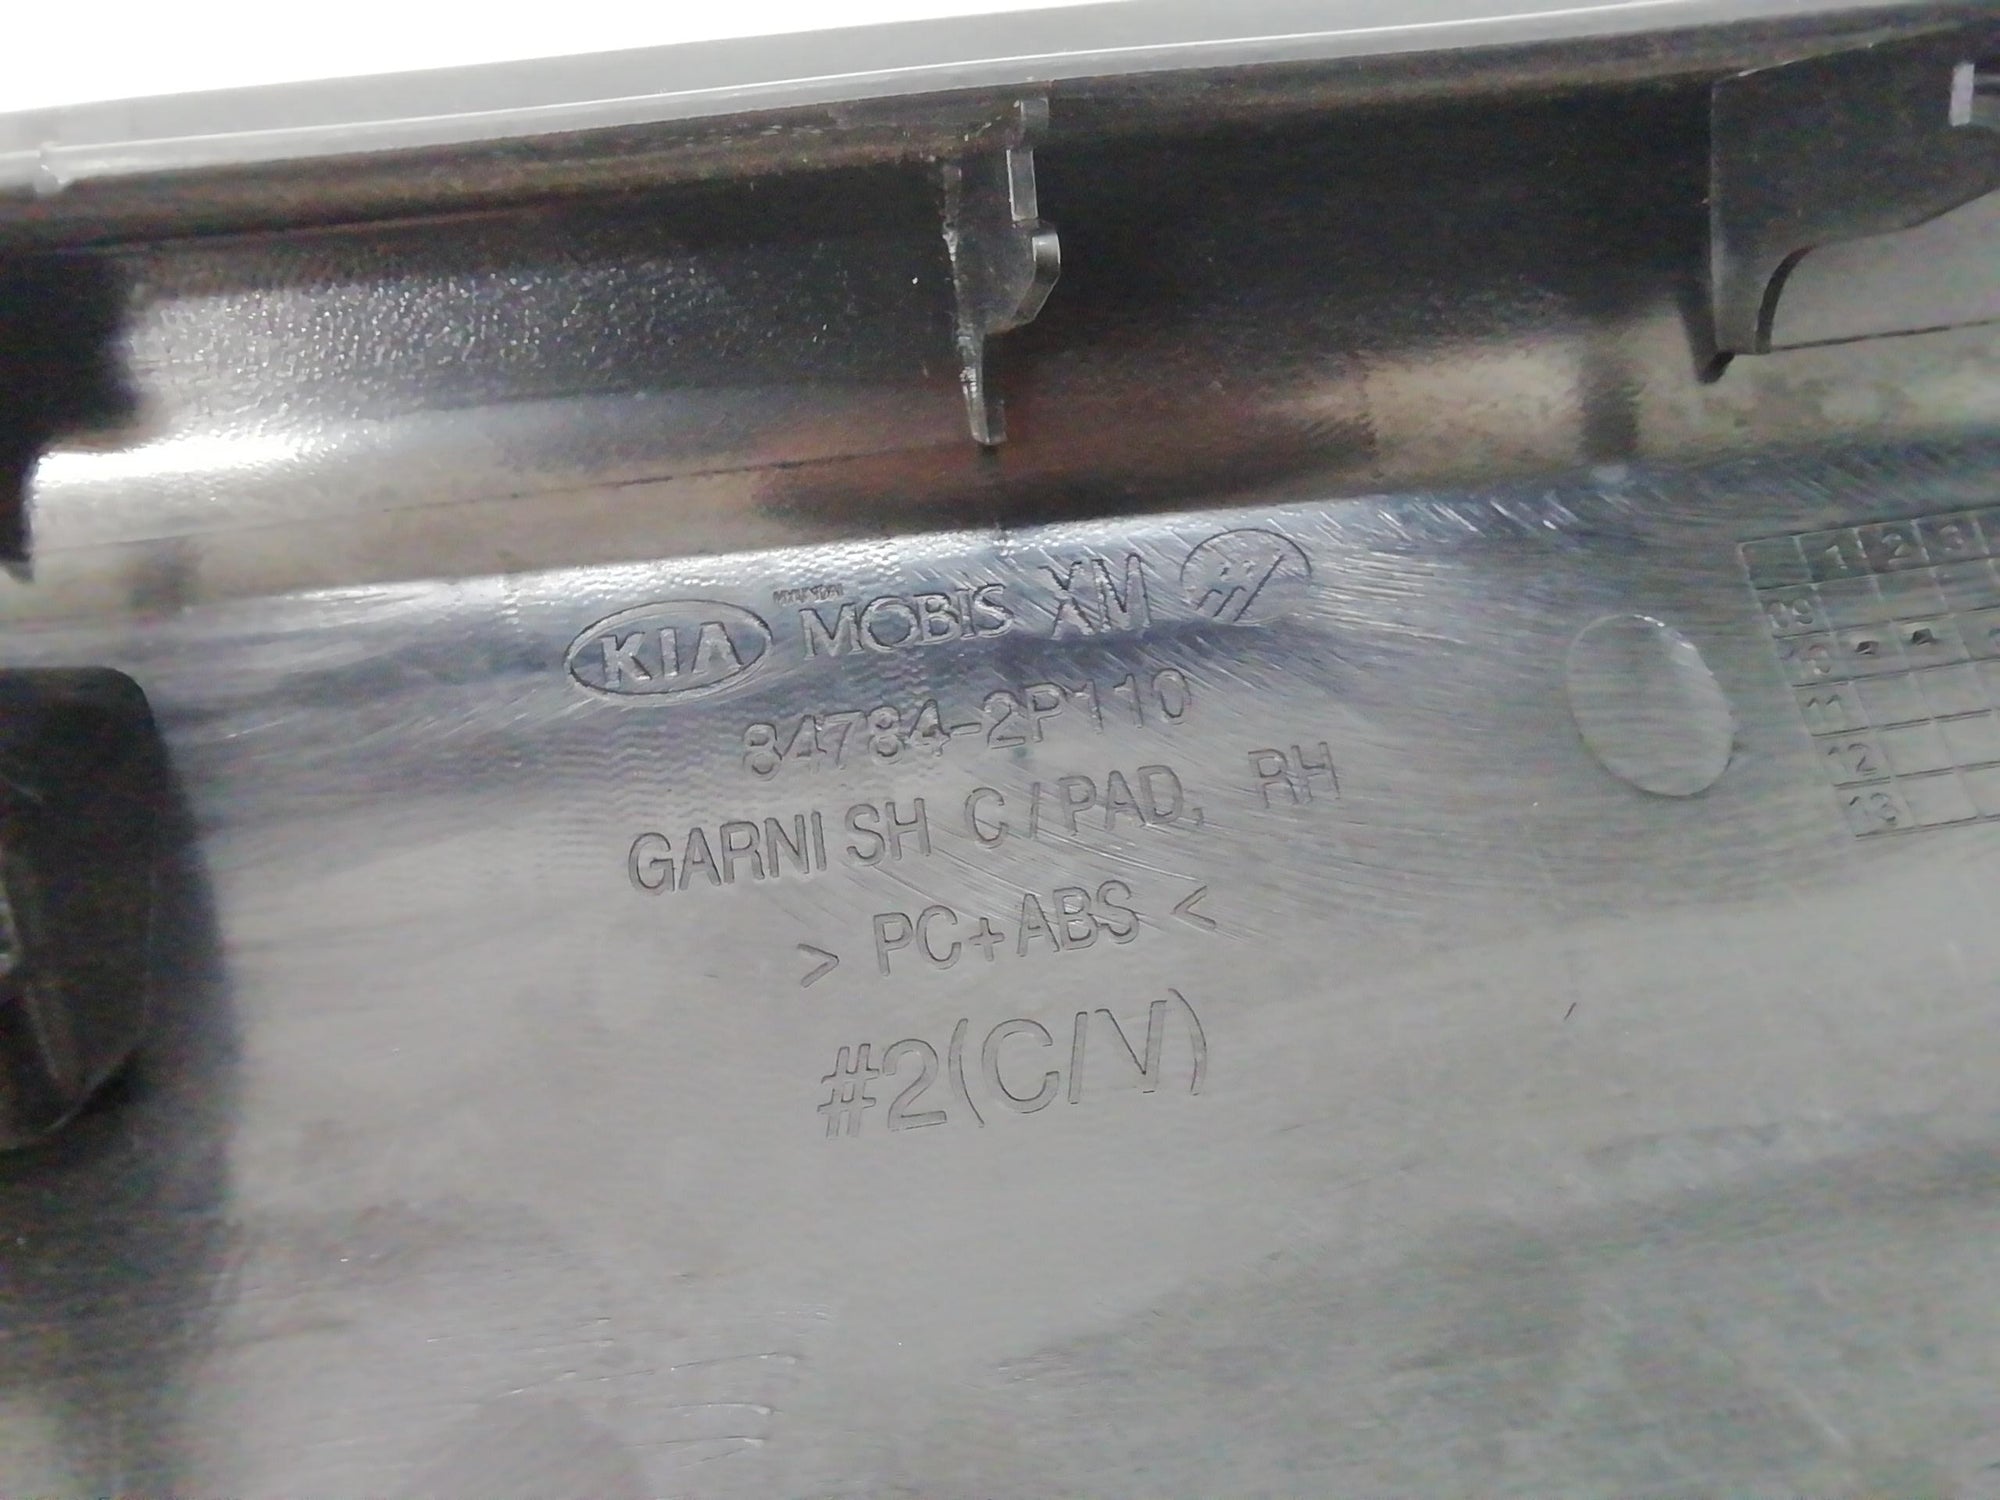 KIA HYUNDAI MOBIS XM
84784-2P110
GARNISH C/PAD, RH
> PC+ABS <
#2(C/V)
1 2 3
09
10
11
12
13